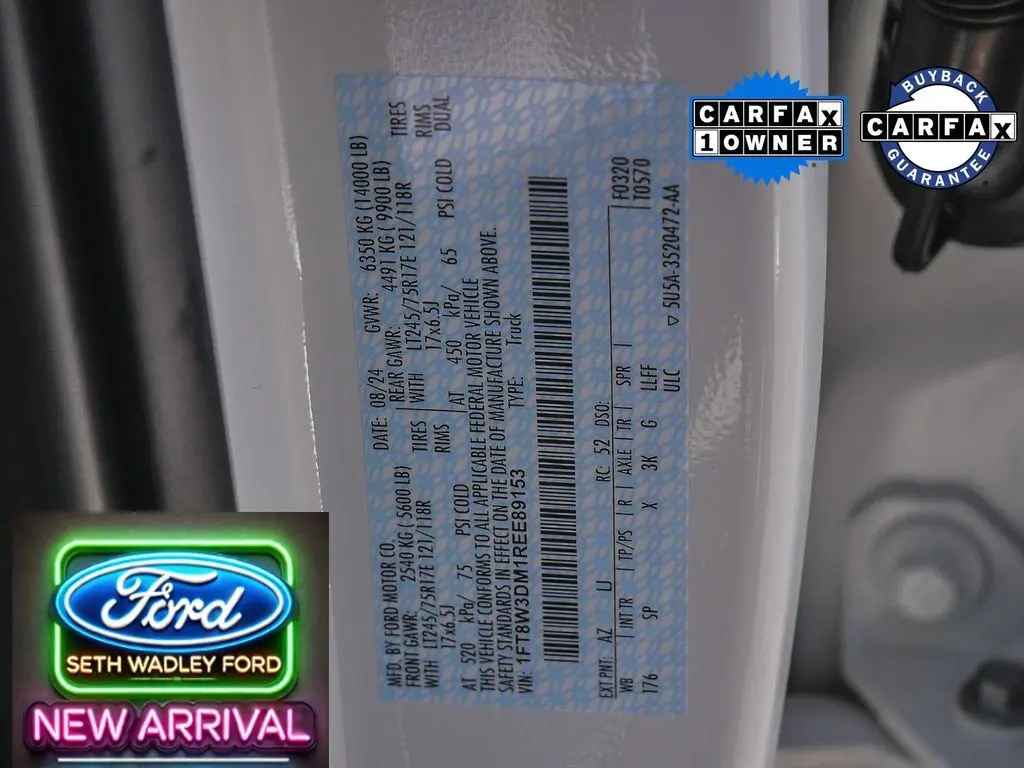 MFD. BY FORD MOTOR CO.
DATE: 08/24 GVWR: 6350 KG (14000 LB)
FRONT GAWR: 2540 KG ( 5600 LB)
REAR GAWR: 4491 KG ( 9900 LB)
WITH LT245/75R17E 121/118R TIRES
WITH LT245/75R17E 121/118R TIRES
17x6.5J RIMS
17x6.5J RIMS
AT 520 kPa/ 75 PSI COLD
AT 450 kPa/ 65 PSI COLD DUAL
THIS VEHICLE CONFORMS TO ALL APPLICABLE FEDERAL MOTOR VEHICLE
SAFETY STANDARDS IN EFFECT ON THE DATE OF MANUFACTURE SHOWN ABOVE.
VIN: 1FT8W3DM1REE89153
TYPE: Truck
F0320
T0570
EXT PNT: AZ LJ RC: 52 DSO:
WB INT TR TP/PS R AXLE TR SPR
176 SP X 3K G LLFF
ULC
5U5A-3520472-AA
CARFAX
1 OWNER
BUYBACK
CARFAX
GUARANTEE
Ford
SETH WADLEY FORD
NEW ARRIVAL